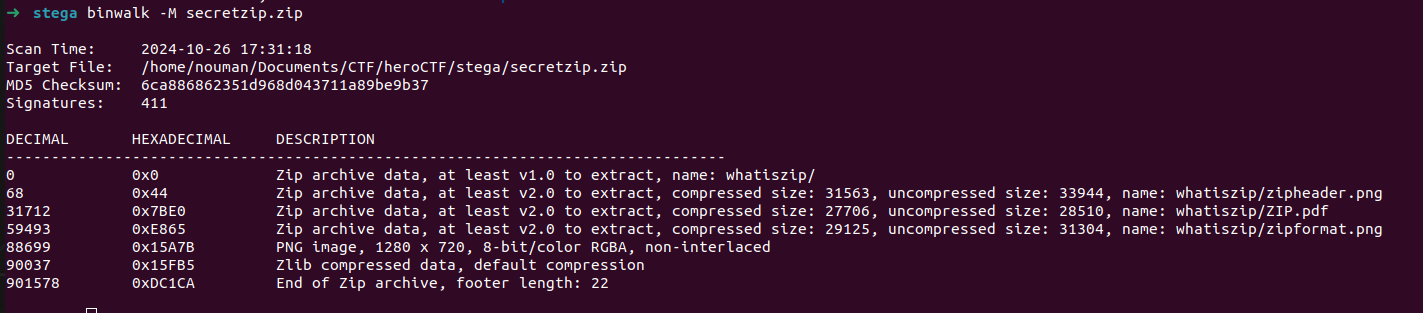 ➜ stega binwalk -M secretzip.zip
Scan Time:     2024-10-26 17:31:18
Target File:   /home/nouman/Documents/CTF/heroCTF/stega/secretzip.zip
MD5 Checksum:  6ca886862351d968d043711a89be9b37
Signatures:    411
DECIMAL       HEXADECIMAL     DESCRIPTION
--------------------------------------------------------------------------------
0             0x0             Zip archive data, at least v1.0 to extract, name: whatiszip/
68            0x44            Zip archive data, at least v2.0 to extract, compressed size: 31563, uncompressed size: 33944, name: whatiszip/zipheader.png
31712         0x7BE0          Zip archive data, at least v2.0 to extract, compressed size: 27706, uncompressed size: 28510, name: whatiszip/ZIP.pdf
59493         0xE865          Zip archive data, at least v2.0 to extract, compressed size: 29125, uncompressed size: 31304, name: whatiszip/zipformat.png
88699         0x15A7B         PNG image, 1280 x 720, 8-bit/color RGBA, non-interlaced
90037         0x15FB5         Zlib compressed data, default compression
901578        0xDC1CA         End of Zip archive, footer length: 22